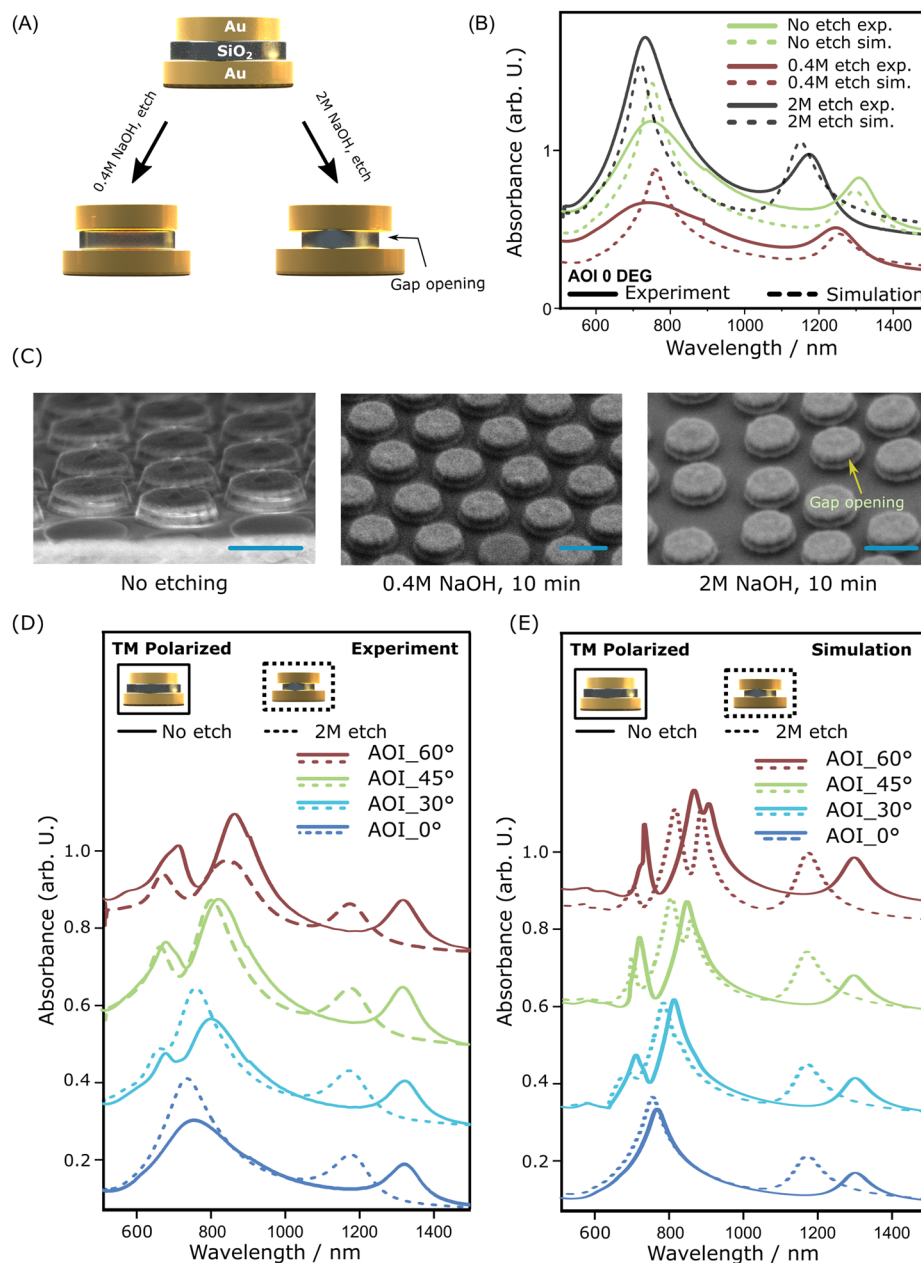 (A)
Au
SiO2
Au
0.4M NaOH, etch
2M NaOH, etch
Gap opening
(B)
No etch exp.
No etch sim.
0.4M etch exp.
0.4M etch sim.
2M etch exp.
2M etch sim.
Absorbance (arb. U.)
1
0
AOI 0 DEG
Experiment
Simulation
600 800 1000 1200 1400
Wavelength / nm
(C)
Gap opening
No etching
0.4M NaOH, 10 min
2M NaOH, 10 min
(D)
TM Polarized Experiment
No etch 2M etch
AOI_60°
AOI_45°
AOI_30°
AOI_0°
Absorbance (arb. U.)
1.0
0.8
0.6
0.4
0.2
600 800 1000 1200 1400
Wavelength / nm
(E)
TM Polarized Simulation
No etch 2M etch
AOI_60°
AOI_45°
AOI_30°
AOI_0°
Absorbance (arb. U.)
1.0
0.8
0.6
0.4
0.2
600 800 1000 1200 1400
Wavelength / nm